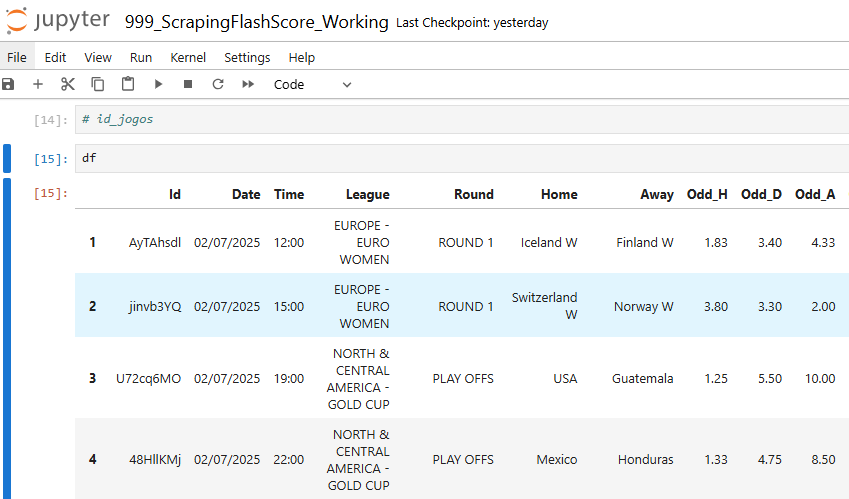 jupyter 999_ScrapingFlashScore_Working Last Checkpoint: yesterday
File Edit View Run Kernel Settings Help
Code
[14]: # id_jogos
[15]: df
[15]: Id Date Time League Round Home Away Odd_H Odd_D Odd_A
1 AyTAhsdl 02/07/2025 12:00 EUROPE - EURO WOMEN ROUND 1 Iceland W Finland W 1.83 3.40 4.33
2 jinvb3YQ 02/07/2025 15:00 EUROPE - EURO WOMEN ROUND 1 Switzerland W Norway W 3.80 3.30 2.00
3 U72cq6MO 02/07/2025 19:00 NORTH & CENTRAL AMERICA - GOLD CUP PLAY OFFS USA Guatemala 1.25 5.50 10.00
4 48HllKMj 02/07/2025 22:00 NORTH & CENTRAL AMERICA - GOLD CUP PLAY OFFS Mexico Honduras 1.33 4.75 8.50